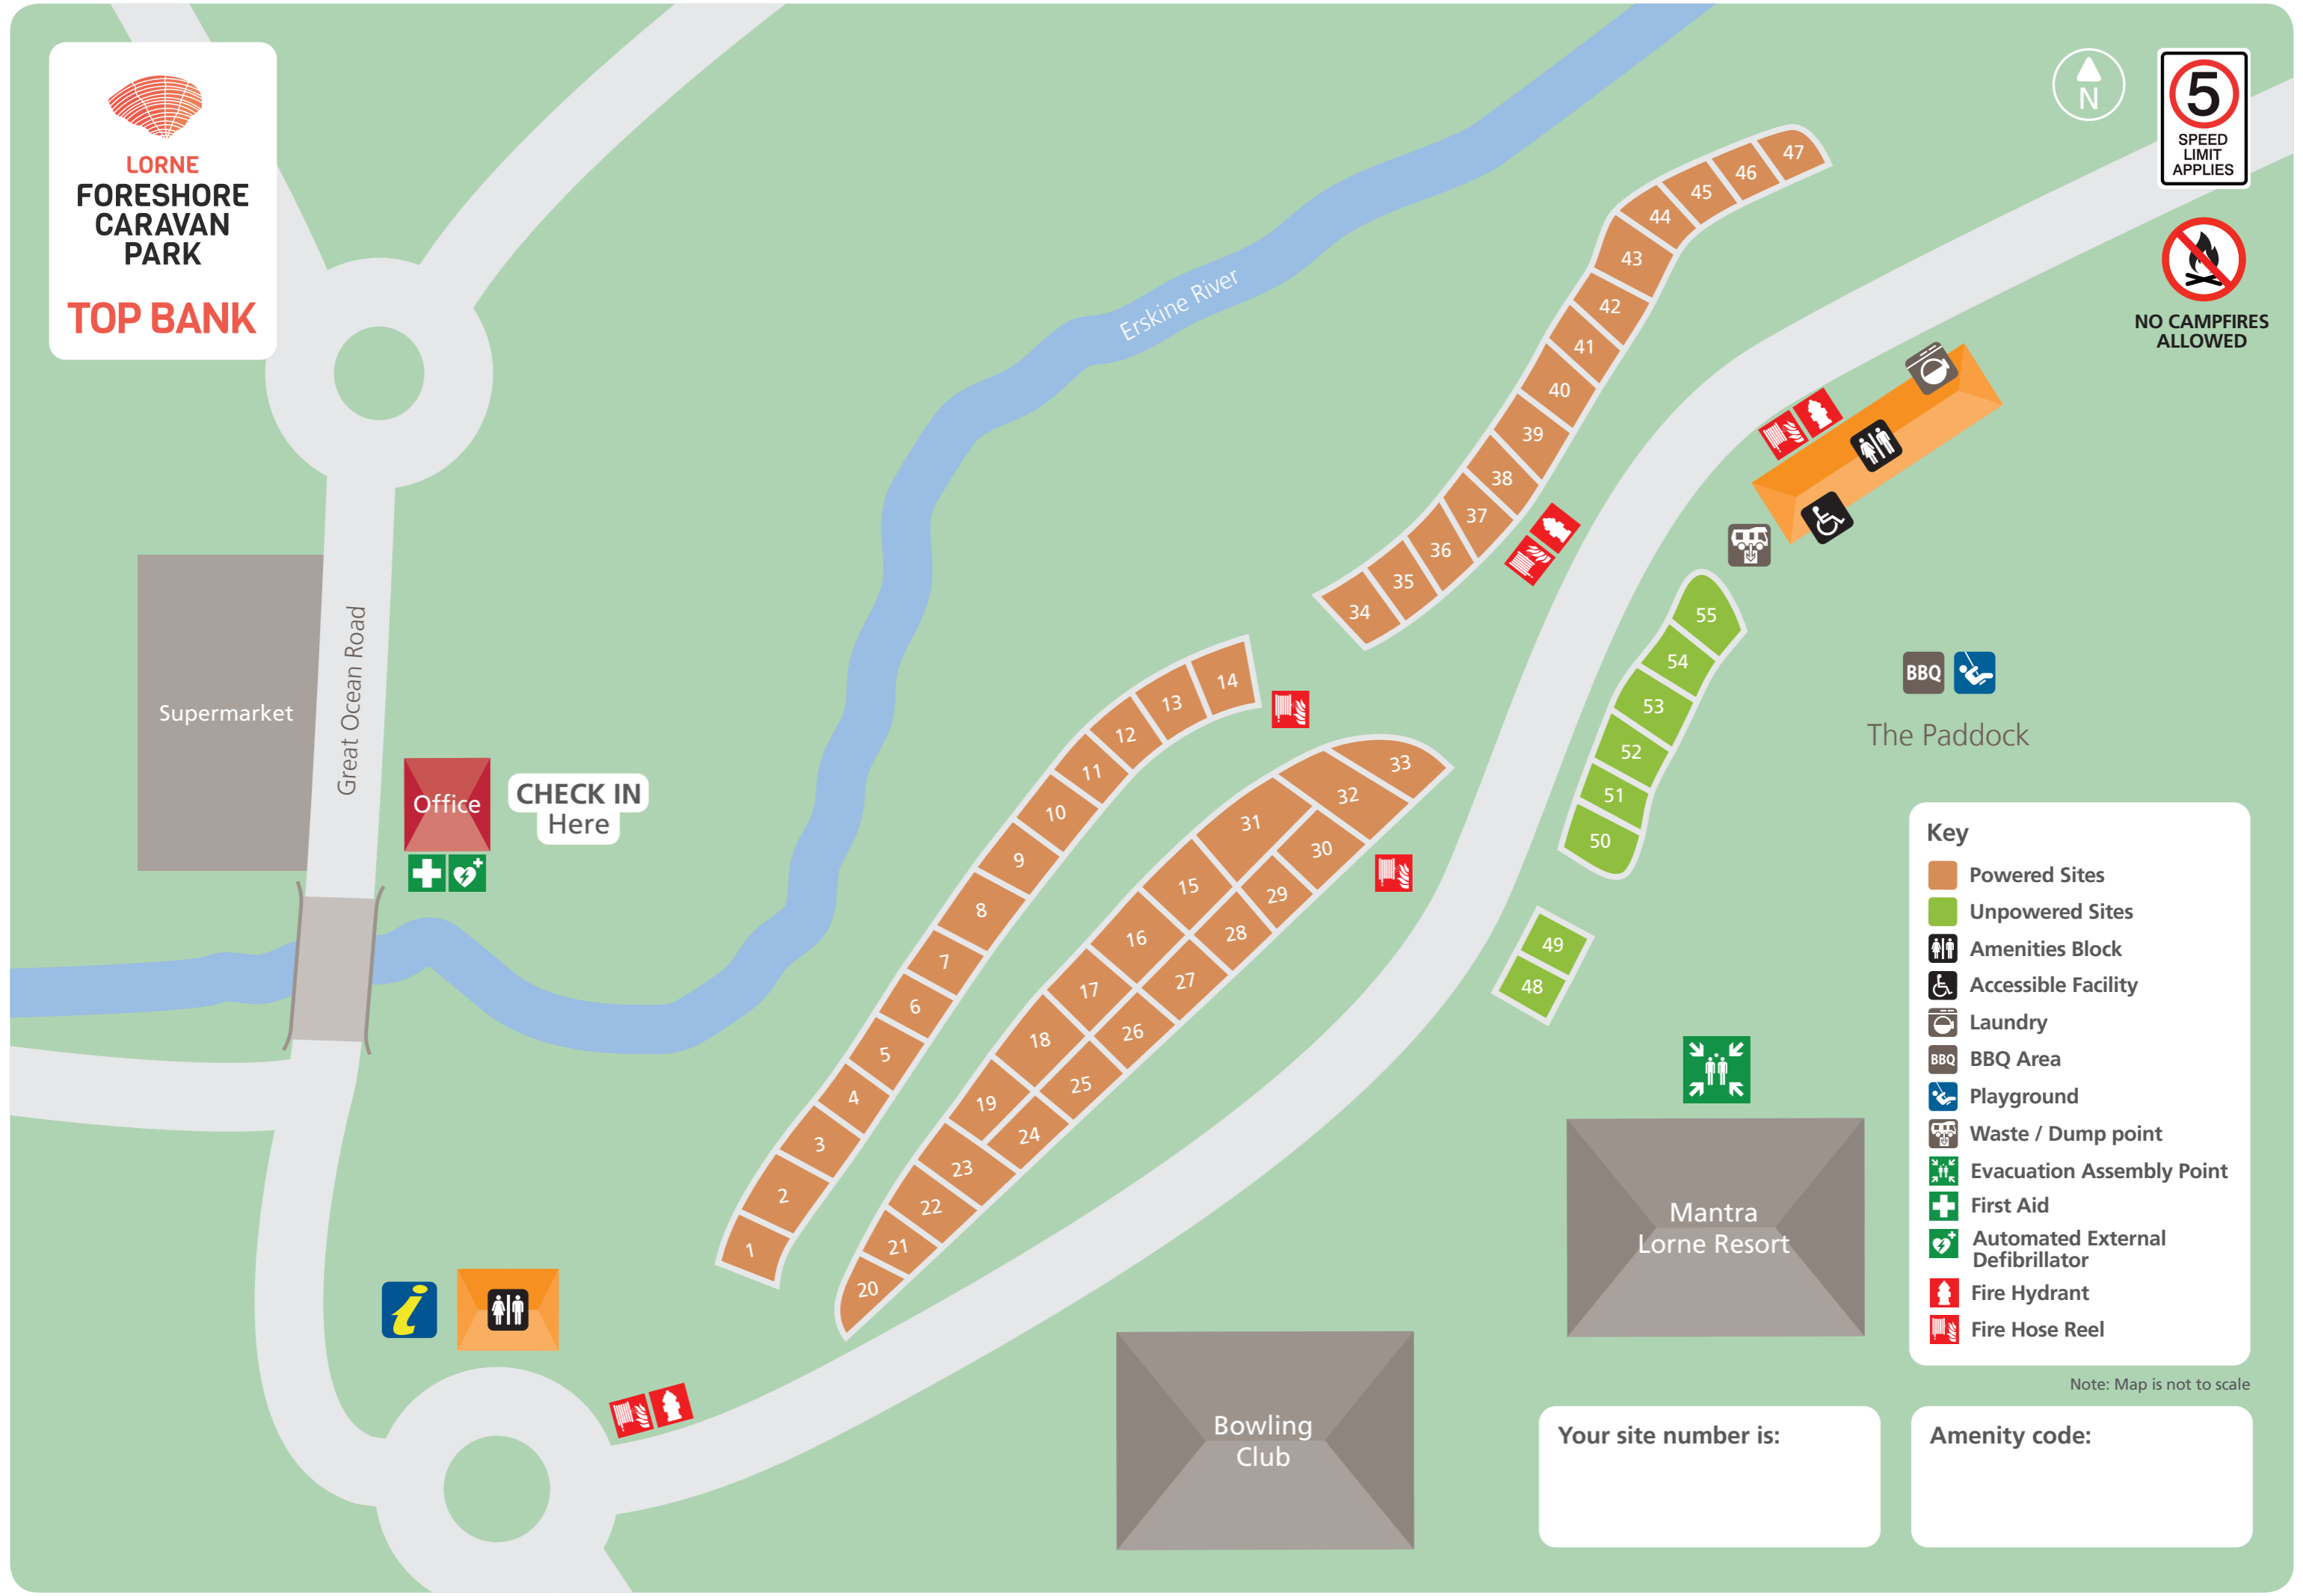 LORNE
FORESHORE
CARAVAN
PARK
TOP BANK
N
5
SPEED
LIMIT
APPLIES
NO CAMPFIRES
ALLOWED
Erskine River
47
46
45
44
43
42
41
40
39
38
37
36
35
34
55
54
53
52
51
50
49
48
BBQ
The Paddock
Supermarket
Great Ocean Road
Office
CHECK IN
Here
14
13
12
11
10
9
8
7
6
5
4
3
2
1
33
32
31
30
15
29
16
28
17
27
18
26
19
25
24
23
22
21
20
i
Mantra
Lorne Resort
Bowling
Club
Key
Powered Sites
Unpowered Sites
Amenities Block
Accessible Facility
Laundry
BBQ BBQ Area
Playground
Waste / Dump point
Evacuation Assembly Point
First Aid
Automated External
Defibrillator
Fire Hydrant
Fire Hose Reel
Note: Map is not to scale
Your site number is:
Amenity code: